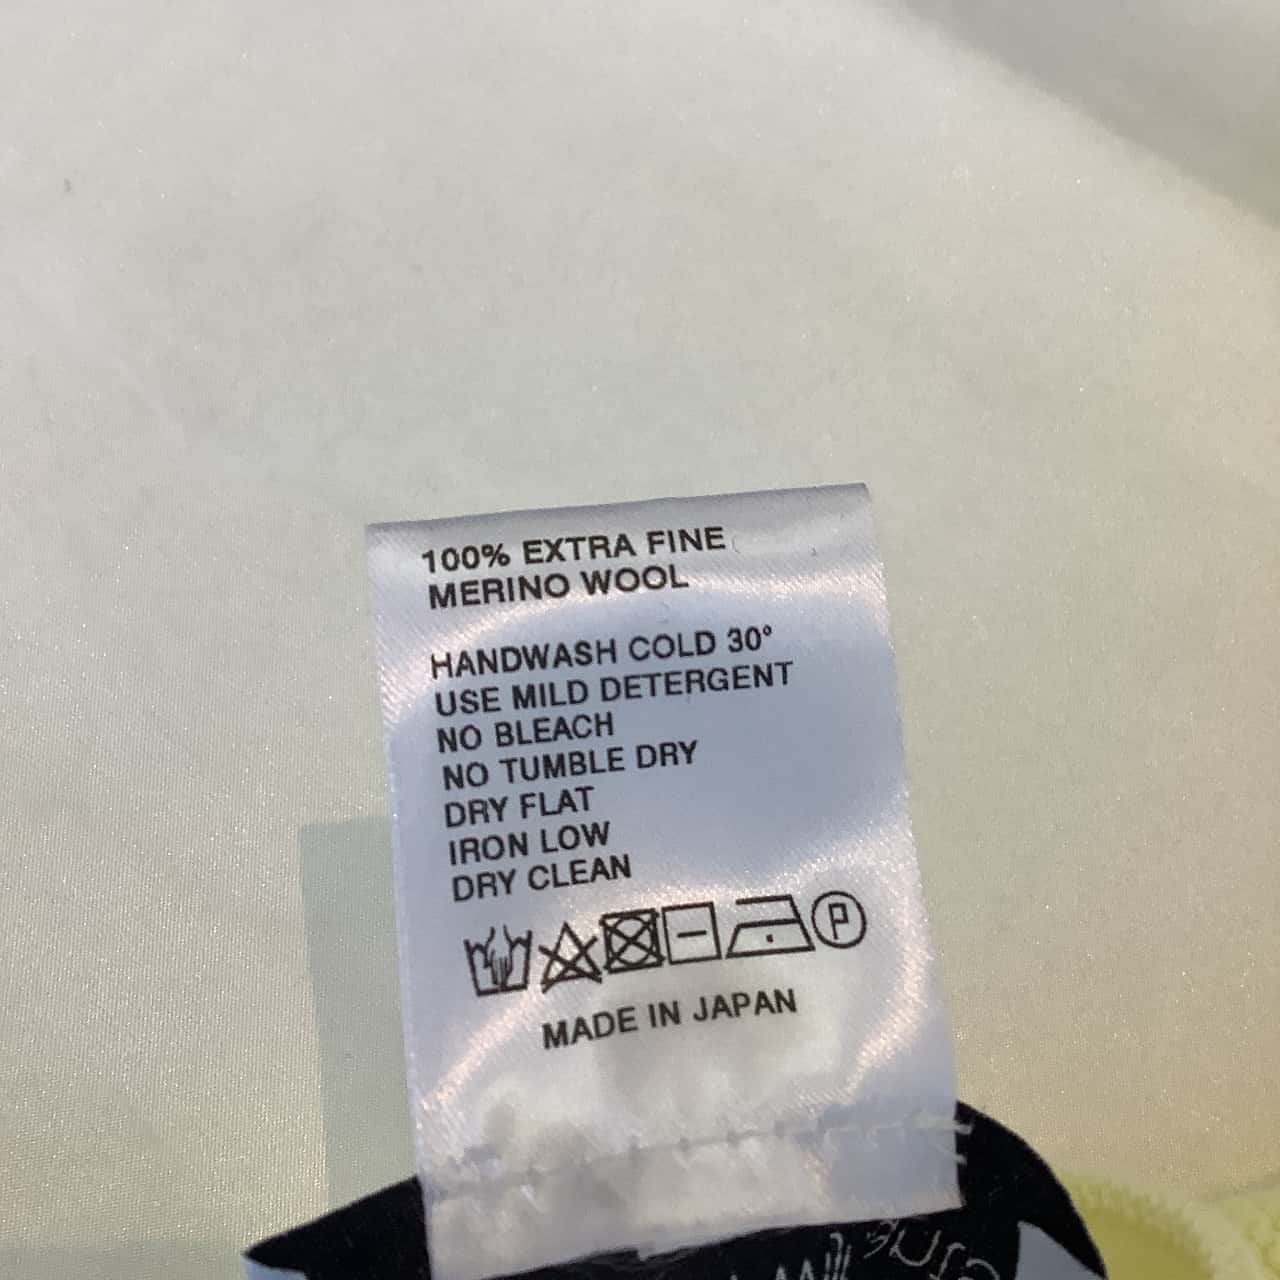 100% EXTRA FINE
MERINO WOOL
HANDWASH COLD 30°
USE MILD DETERGENT
NO BLEACH
NO TUMBLE DRY
DRY FLAT
IRON LOW
DRY CLEAN
P
MADE IN JAPAN